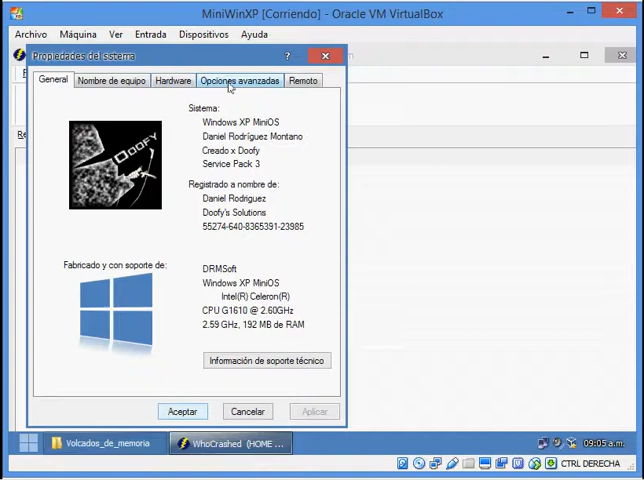 MiniWinXP [Corriendo] - Oracle VM VirtualBox
Archivo Máquina Ver Entrada Dispositivos Ayuda
Propiedades del sistema
General Nombre de equipo Hardware Opciones avanzadas Remoto
DOOFY
Sistema:
Windows XP MiniOS
Daniel Rodríguez Montano
Creado x Doofy
Service Pack 3
Registrado a nombre de:
Daniel Rodriguez
Doofy's Solutions
55274-640-8365391-23985
Fabricado y con soporte de:
DRMSoft
Windows XP MiniOS
Intel(R) Celeron(R)
CPU G1610 @ 2.60GHz
2.59 GHz, 192 MB de RAM
Información de soporte técnico
Aceptar Cancelar Aplicar
Volcados_de_memoria WhoCrashed (HOME ... 09:05 a.m.
CTRL DERECHA